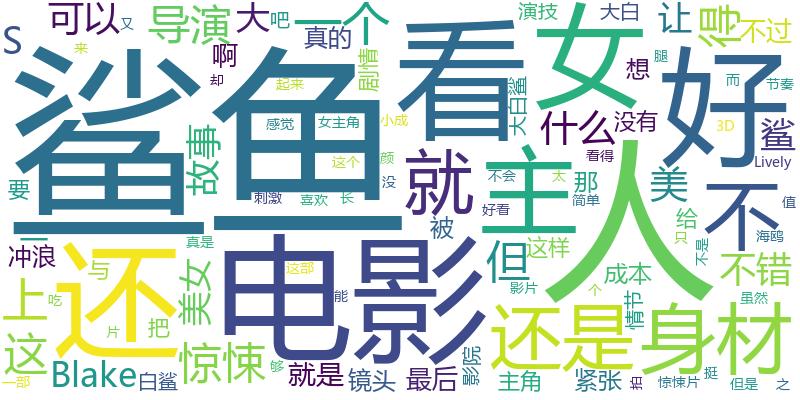 S
可以
导演
大
又
来
吧
一个
真的
啊
却
剧情
看
演技
大白
女
让
得
不过
想
腿
而
节奏
好
鲨鱼
起来
小成
感觉
女主角
这个
颜
没
刺激
喜欢
长
故事
要
大白鲨
什么
没有
3D
鲨
看得
Lively
就
主
人
不会
太
那
简单
美
不
值
好看
给
只
海鸥
不是
一
二
冲浪
真是
还
电影
这部
能
被
但
这样
影片
个
成本
情节
不错
虽然
上
与
吃
片
把
美女
这
惊悚
够
一部
Blake
白鲨
就是
镜头
最后
影院
还是
身材
主角
紧张
拍
惊悚片
挺
但是
之